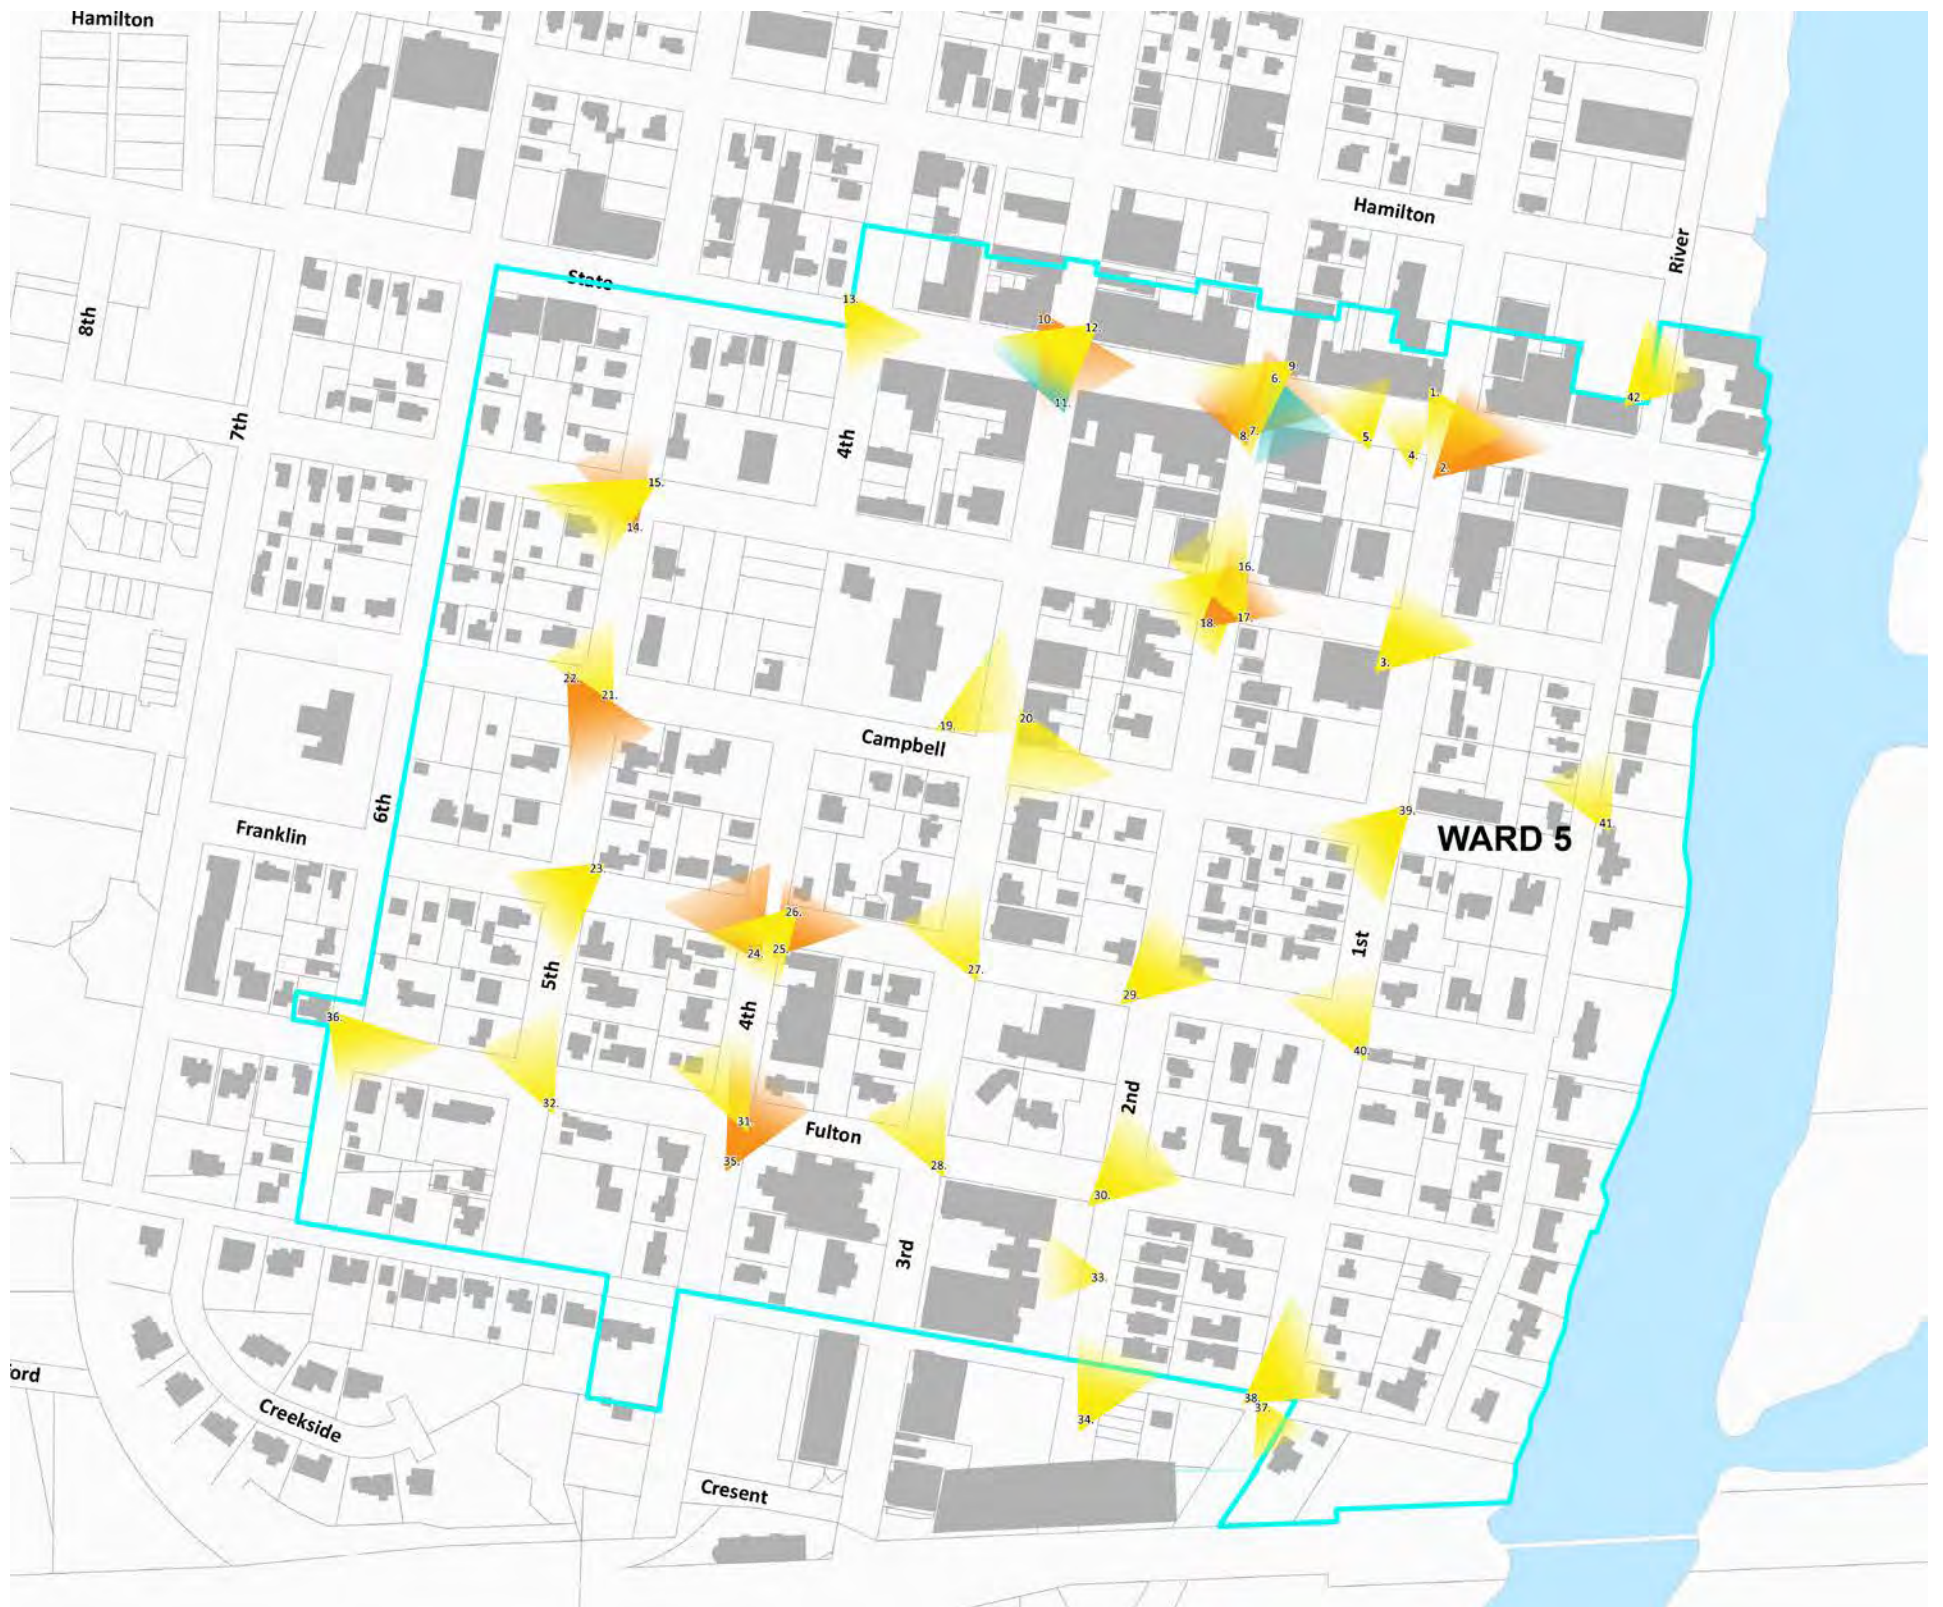 Hamilton
Hamilton
River
State
8th
13.
10.
12.
9
6.
11.
1.
42.
7th
4th
8.
7.
5.
4.
2.
15.
14.
16.
17.
18.
3.
22.
21.
19.
20.
Campbell
6th
Franklin
39.
WARD 5
41.
23.
26.
24.
25.
27.
1st
5th
29.
4th
36.
40.
32.
31.
2nd
Fulton
35.
28.
30.
3rd
33.
ford
Creekside
38.
37.
34.
Cresent